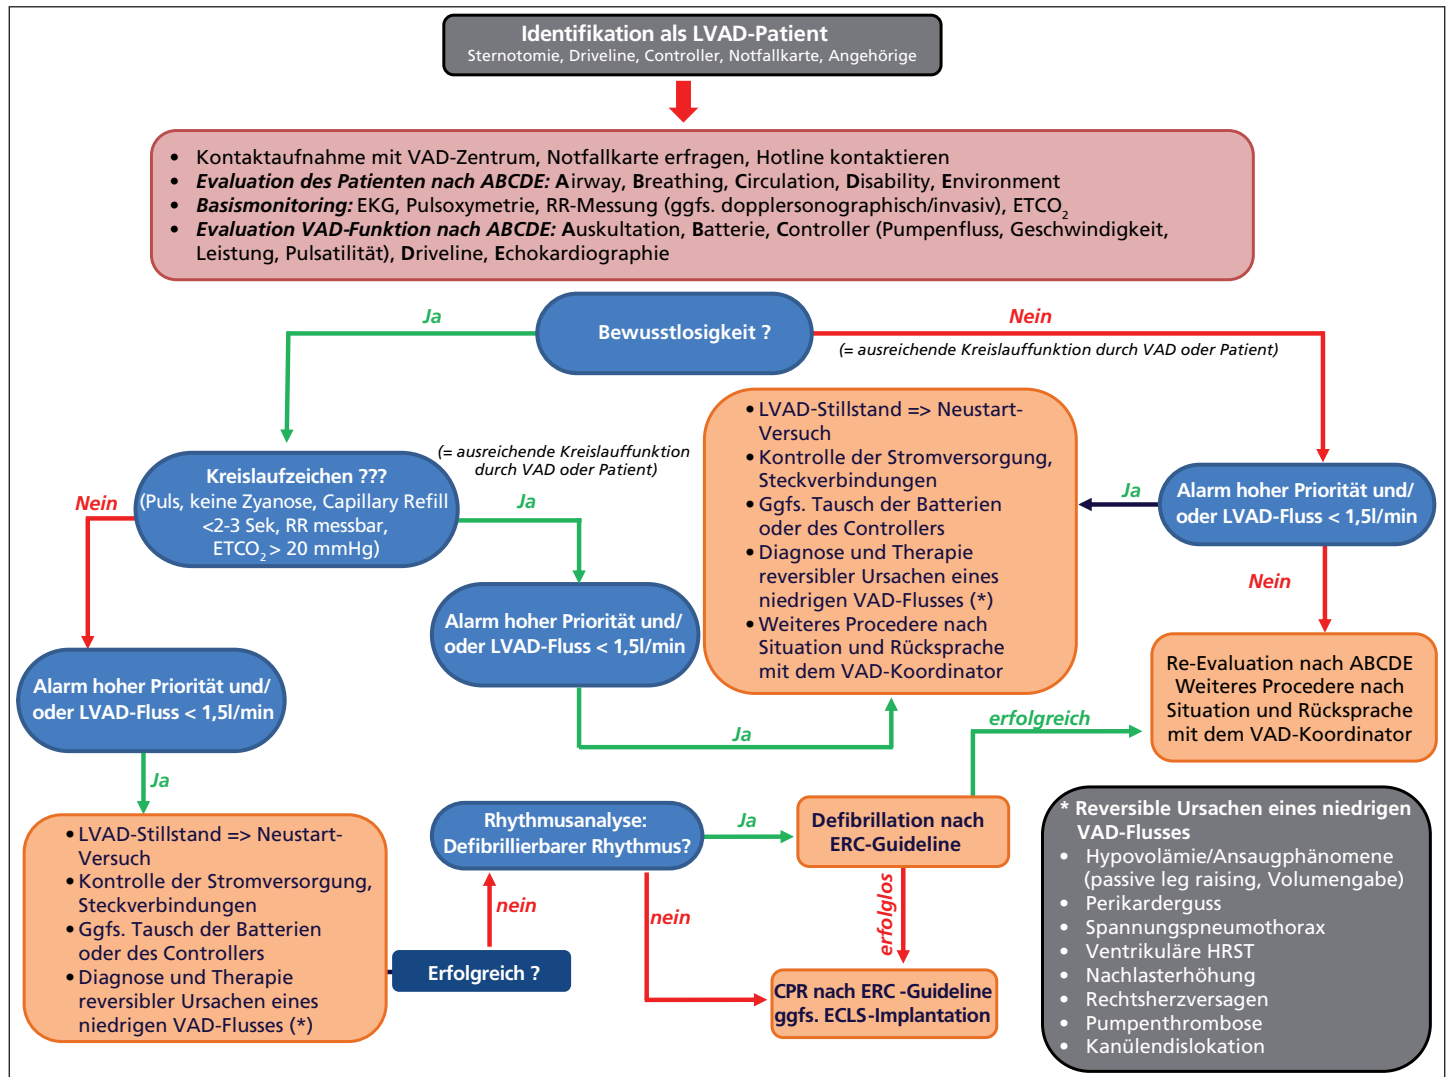 Identifikation als LVAD-Patient
Sternotomie, Driveline, Controller, Notfallkarte, Angehörige
• Kontaktaufnahme mit VAD-Zentrum, Notfallkarte erfragen, Hotline kontaktieren
• Evaluation des Patienten nach ABCDE: Airway, Breathing, Circulation, Disability, Environment
• Basismonitoring: EKG, Pulsoxymetrie, RR-Messung (ggfs. dopplersonographisch/invasiv), ETCO₂
• Evaluation VAD-Funktion nach ABCDE: Auskultation, Batterie, Controller (Pumpenfluss, Geschwindigkeit,
Leistung, Pulsatilität), Driveline, Echokardiographie
Bewusstlosigkeit ?
Ja
Nein
(= ausreichende Kreislauffunktion durch VAD oder Patient)
Kreislaufzeichen ???
(Puls, keine Zyanose, Capillary Refill
<2-3 Sek, RR messbar,
ETCO₂ > 20 mmHg)
(= ausreichende Kreislauffunktion
durch VAD oder Patient)
Nein
Ja
Alarm hoher Priorität und/
oder LVAD-Fluss < 1,5l/min
Ja
• LVAD-Stillstand => Neustart-
Versuch
• Kontrolle der Stromversorgung,
Steckverbindungen
• Ggfs. Tausch der Batterien
oder des Controllers
• Diagnose und Therapie
reversibler Ursachen eines
niedrigen VAD-Flusses (*)
• Weiteres Procedere nach
Situation und Rücksprache
mit dem VAD-Koordinator
Ja
Alarm hoher Priorität und/
oder LVAD-Fluss < 1,5l/min
Nein
Re-Evaluation nach ABCDE
Weiteres Procedere nach
Situation und Rücksprache
mit dem VAD-Koordinator
Alarm hoher Priorität und/
oder LVAD-Fluss < 1,5l/min
Ja
• LVAD-Stillstand => Neustart-
Versuch
• Kontrolle der Stromversorgung,
Steckverbindungen
• Ggfs. Tausch der Batterien
oder des Controllers
• Diagnose und Therapie
reversibler Ursachen eines
niedrigen VAD-Flusses (*)
Erfolgreich ?
nein
Rhythmusanalyse:
Defibrillierbarer Rhythmus?
Ja
nein
Defibrillation nach
ERC-Guideline
erfolgreich
erfolglos
CPR nach ERC -Guideline
ggfs. ECLS-Implantation
* Reversible Ursachen eines niedrigen
VAD-Flusses
• Hypovolämie/Ansaugphänomene
(passive leg raising, Volumengabe)
• Perikarderguss
• Spannungspneumothorax
• Ventrikuläre HRST
• Nachlasterhöhung
• Rechtsherzversagen
• Pumpenthrombose
• Kanülendislokation